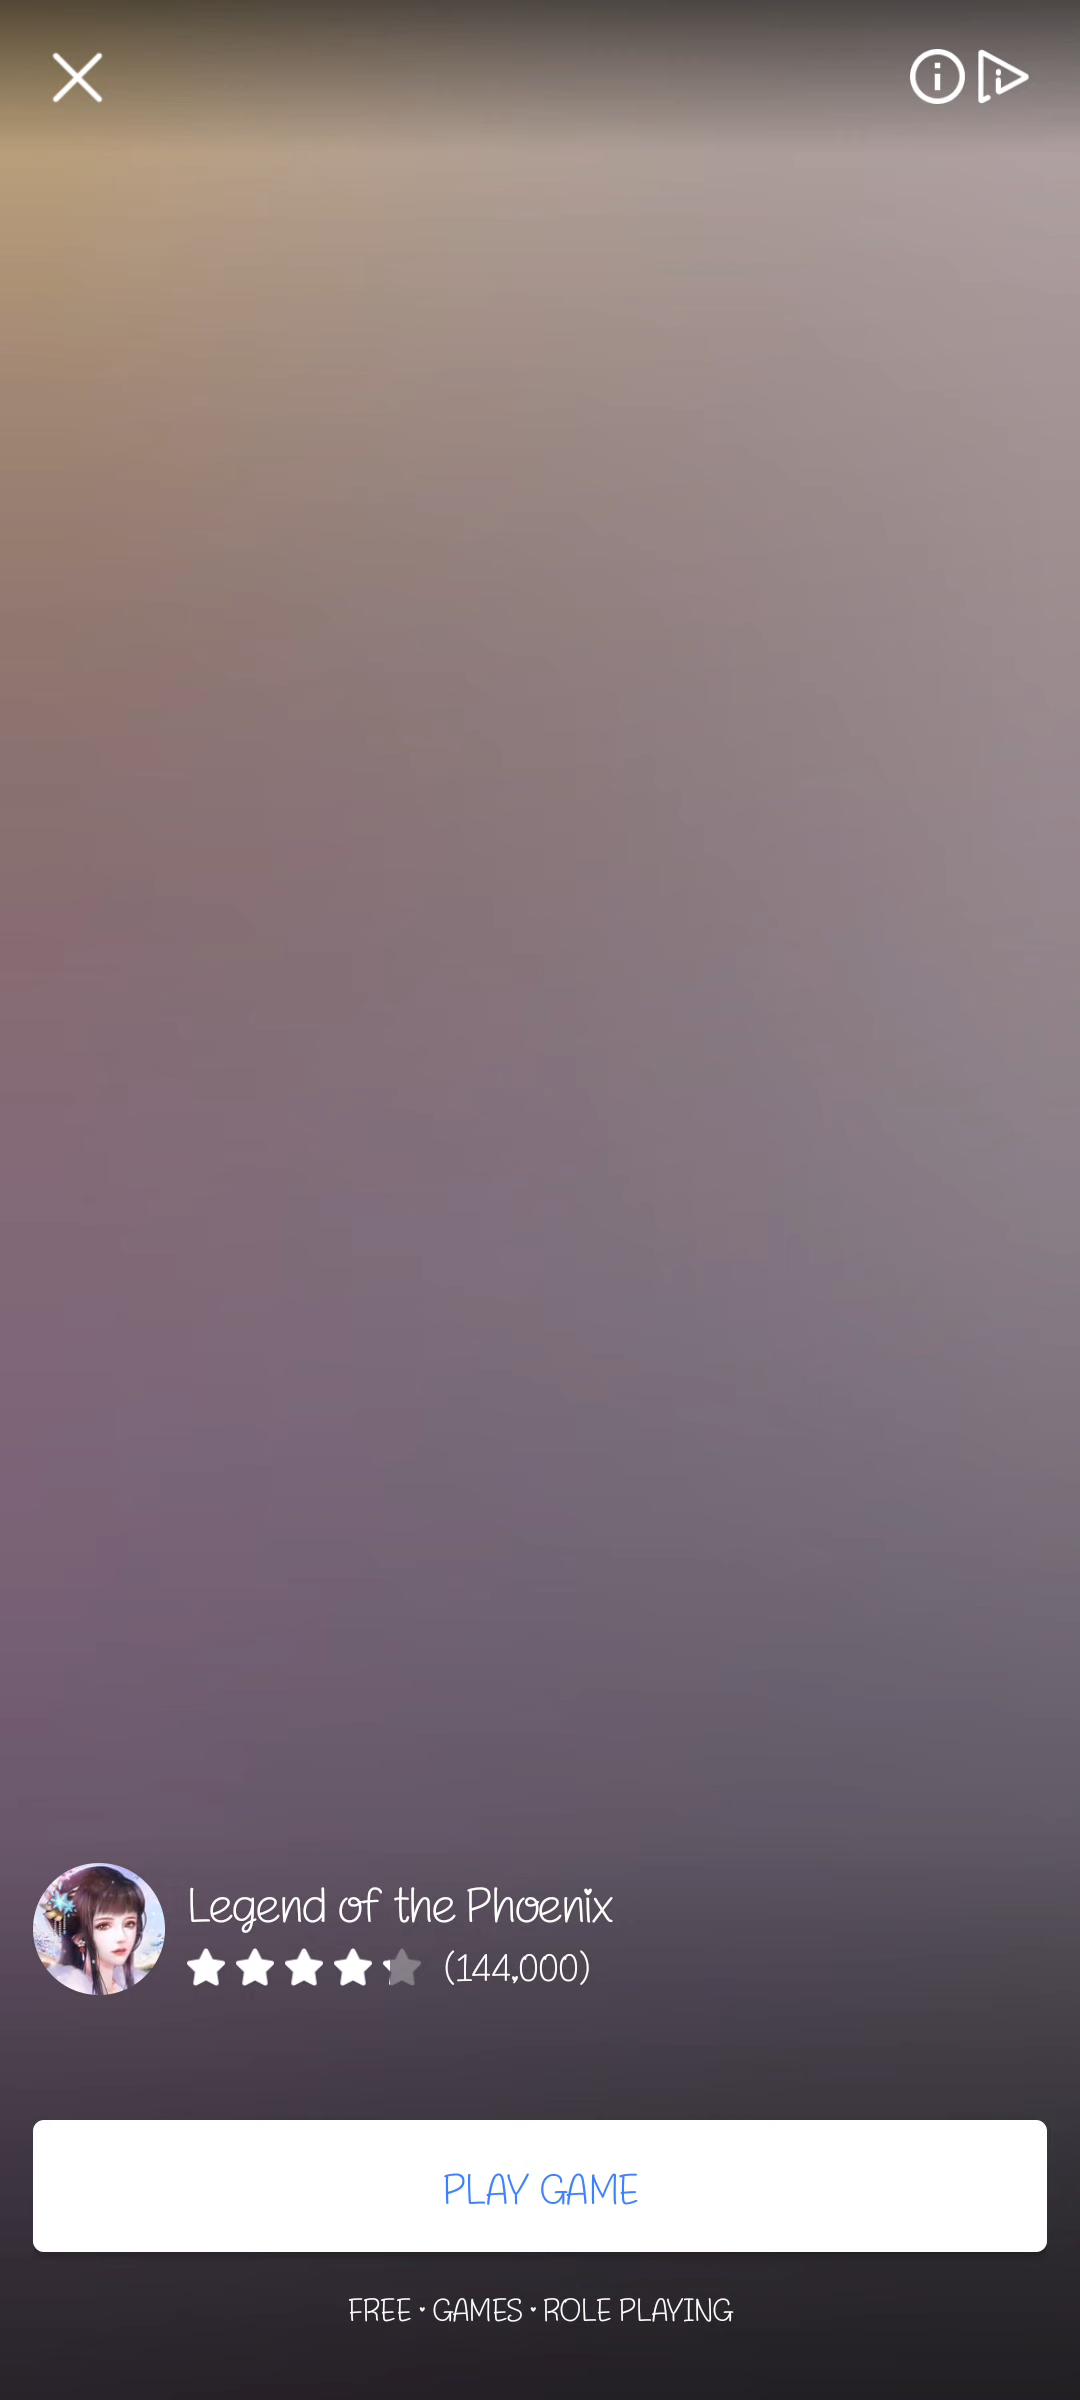 Legend of the Phoenix
(144,000)
PLAY GAME
FREE • GAMES • ROLE PLAYING